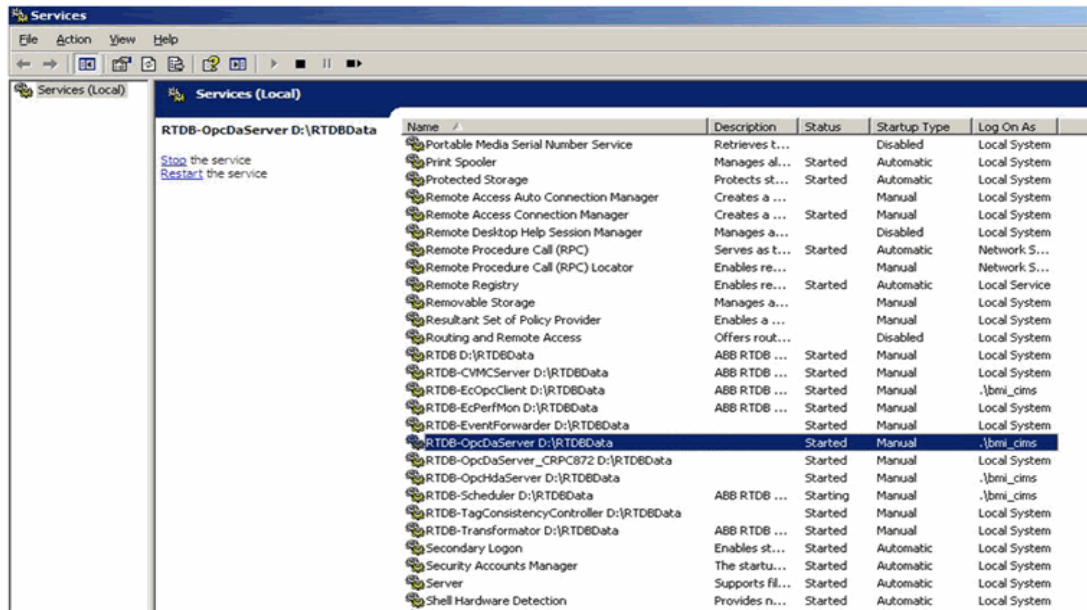 Services
File Action View Help
Services (Local)
Services (Local)
RTDB-OpcDaServer D:\RTDBData
Stop the service
Restart the service
Name Description Status Startup Type Log On As
Portable Media Serial Number Service Retrieves t... Disabled Local System
Print Spooler Manages al... Started Automatic Local System
Protected Storage Protects st... Started Automatic Local System
Remote Access Auto Connection Manager Creates a ... Manual Local System
Remote Access Connection Manager Creates a ... Started Manual Local System
Remote Desktop Help Session Manager Manages a... Disabled Local System
Remote Procedure Call (RPC) Serves as t... Started Automatic Network S...
Remote Procedure Call (RPC) Locator Enables re... Manual Network S...
Remote Registry Enables re... Started Automatic Local Service
Removable Storage Manages a... Manual Local System
Resultant Set of Policy Provider Enables a ... Manual Local System
Routing and Remote Access Offers rout... Disabled Local System
RTDB D:\RTDBData ABB RTDB ... Started Manual Local System
RTDB-CVMCServer D:\RTDBData ABB RTDB ... Started Manual Local System
RTDB-EcOpcClient D:\RTDBData ABB RTDB ... Started Manual .\bmi_cims
RTDB-EcPerfMon D:\RTDBData ABB RTDB ... Started Manual Local System
RTDB-EventForwarder D:\RTDBData Started Manual Local System
RTDB-OpcDaServer D:\RTDBData Started Manual .\bmi_cims
RTDB-OpcDaServer_CRPC872 D:\RTDBData Started Manual Local System
RTDB-OpcHdaServer D:\RTDBData Started Manual .\bmi_cims
RTDB-Scheduler D:\RTDBData ABB RTDB ... Starting Manual .\bmi_cims
RTDB-TagConsistencyController D:\RTDBData Started Manual Local System
RTDB-Transformator D:\RTDBData ABB RTDB ... Started Manual Local System
Secondary Logon Enables st... Started Automatic Local System
Security Accounts Manager The startu... Started Automatic Local System
Server Supports fil... Started Automatic Local System
Shell Hardware Detection Provides n... Started Automatic Local System